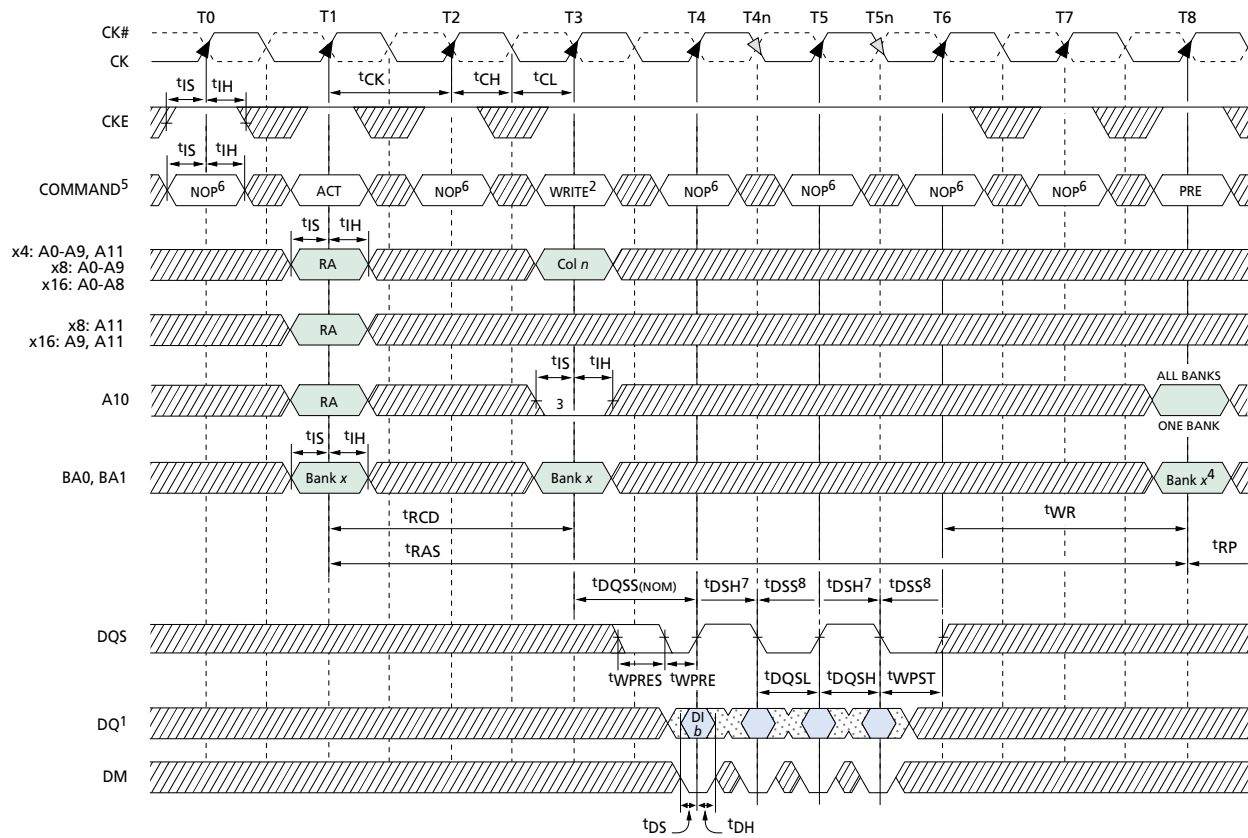 T0 T1 T2 T3 T4 T4n T5 T5n T6 T7 T8
CK#
CK
tCK tCH tCL
tIS tIH
CKE
tIS tIH
COMMAND5 NOP6 ACT NOP6 WRITE2 NOP6 NOP6 NOP6 NOP6 PRE
tIS tIH
x4: A0-A9, A11
x8: A0-A9
x16: A0-A8
RA Col n
x8: A11
x16: A9, A11
RA
tIS tIH
ALL BANKS
A10 RA 3
ONE BANK
tIS tIH
BA0, BA1 Bank x Bank x Bank x4
tRCD tWR
tRAS tRP
tDQSS(NOM) tDSH7 tDSS8 tDSH7 tDSS8
DQS
tWPRES tWPRE tDQSL tDQSH tWPST
DQ1 DI
b
DM
tDS tDH